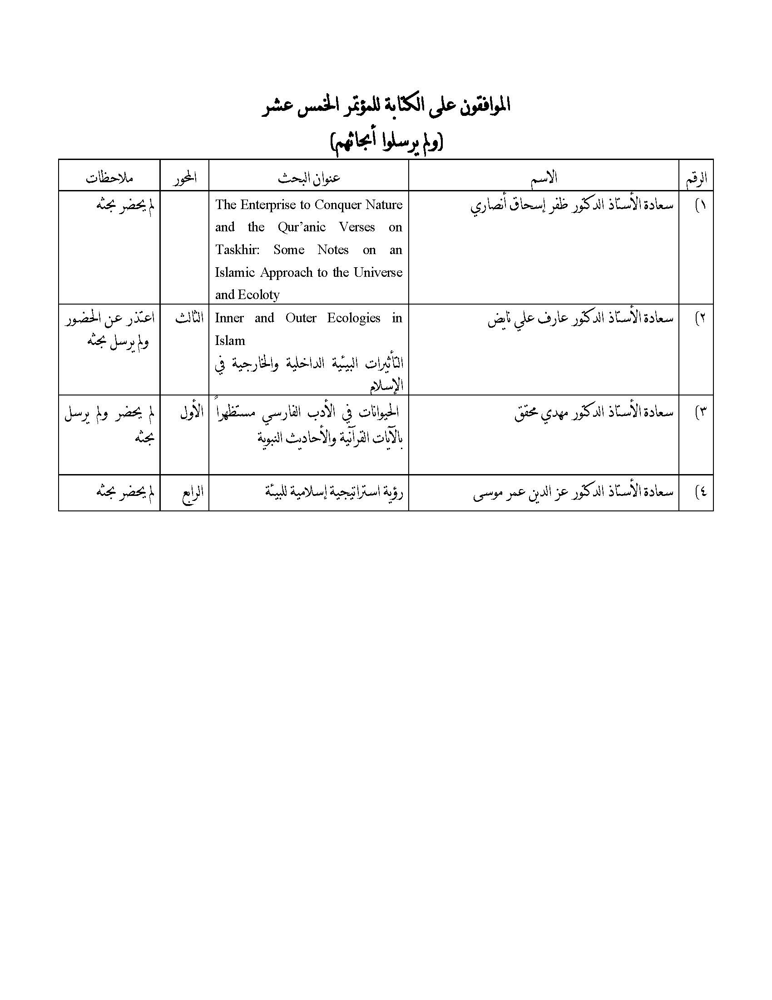 الموافقون على الكتابة للمؤتمر الخمس عشر
(ولم يرسلوا أبحاثهم)
الرقم الاسم عنوان البحث المحور ملاحظات
١) سعادة الأستاذ الدكتور ظفر إسحاق أنصاري The Enterprise to Conquer Nature لم يحضر بحثه
and the Qur’anic Verses on
Taskhir: Some Notes on an
Islamic Approach to the Universe
and Ecoloty
٢) سعادة الأستاذ الدكتور عارف علي نايض Inner and Outer Ecologies in الثالث اعتذر عن الحضور
Islam ولم يرسل بحثه
التأثيرات البيئية الداخلية والخارجية في
الإسلام
٣) سعادة الأستاذ الدكتور مهدي محقق الحيوانات في الأدب الفارسي مستظهراً الأول لم يحضر ولم يرسل
بالآيات القرآنية والأحاديث النبوية بحثه
٤) سعادة الأستاذ الدكتور عز الدين عمر موسى رؤية استراتيجية إسلامية للبيئة الرابع لم يحضر بحثه